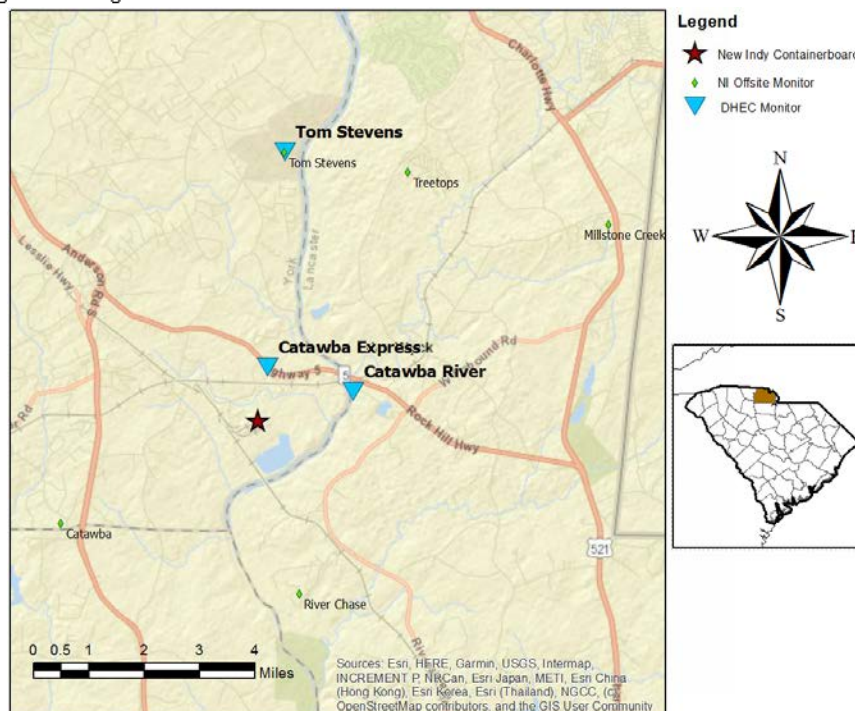 Legend
New Indy Containerboard
NI Offsite Monitor
DHEC Monitor
N
W
S
Charlotte Hwy
Tom Stevens
Tom Stevens
Treetops
Millstone Creek
Lesslie Hwy
Anderson Rd S
York
Lancaster
Catawba Express
Rd
5
Catawba River
Rock Hill Hwy
Catawba
521
River Chase
0 0.5 1 2 3 4
Miles
Sources: Esri, HERE, Garmin, USGS, Intermap,
INCREMENT P, NRCan, Esri Japan, METI, Esri China
(Hong Kong), Esri Korea, Esri (Thailand), NGCC, (c)
OpenStreetMap contributors, and the GIS User Community